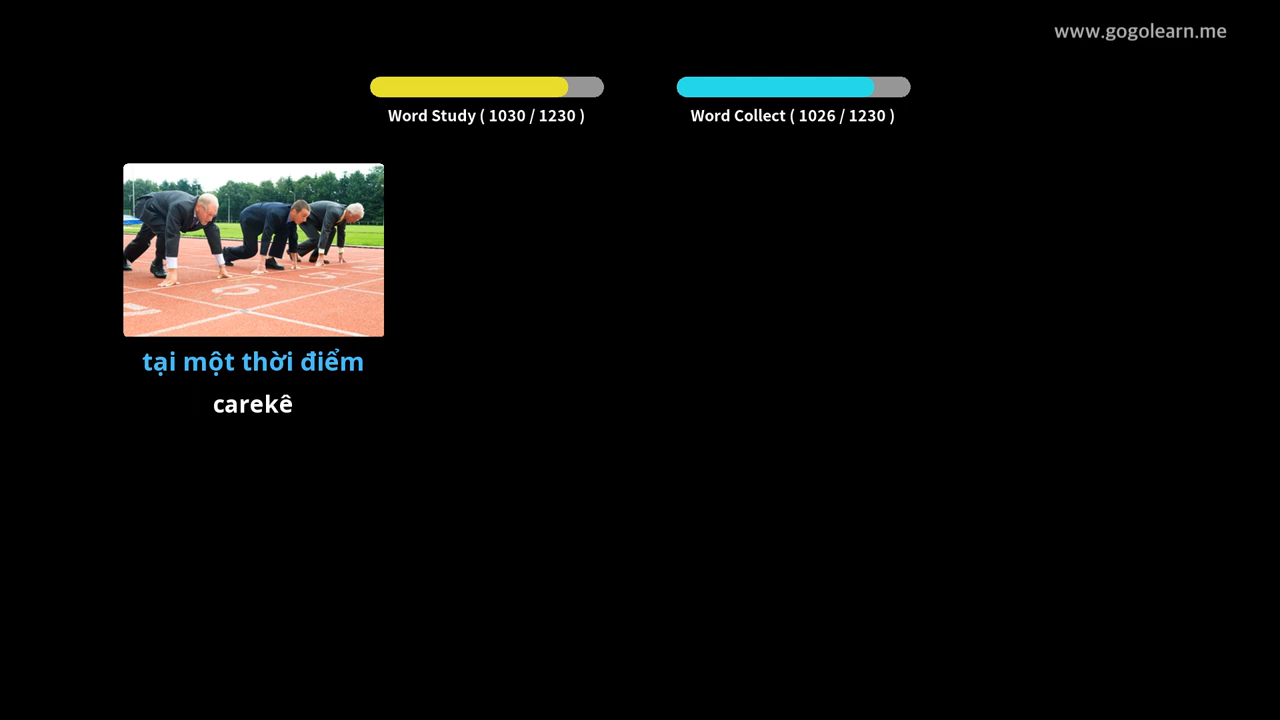 www.gogolearn.me
Word Study ( 1030 / 1230 )
Word Collect ( 1026 / 1230 )
tại một thời điểm
carekê